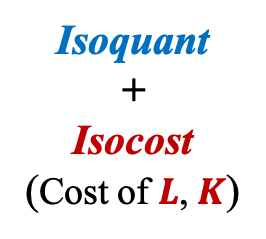 Isoquant
+
Isocost
(Cost of L, K)